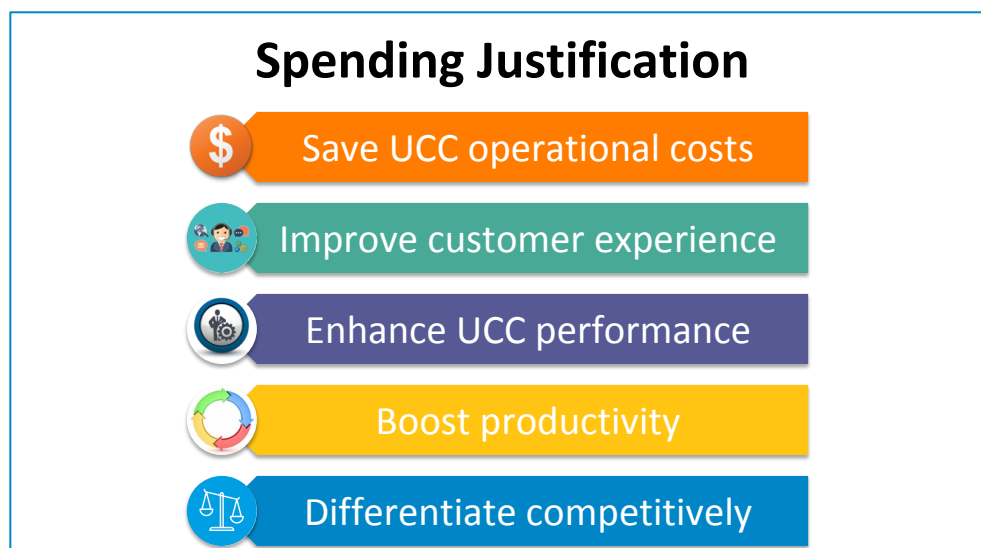 Spending Justification
$
Save UCC operational costs
Improve customer experience
Enhance UCC performance
Boost productivity
Differentiate competitively